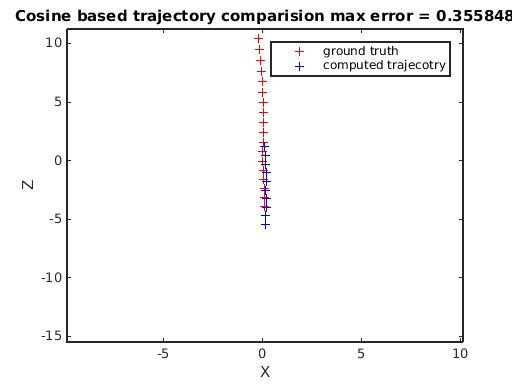 Cosine based trajectory comparision max error = 0.355848
10
5
0
-5
-10
-15
Z
ground truth
computed trajecotry
-5
0
5
10
X